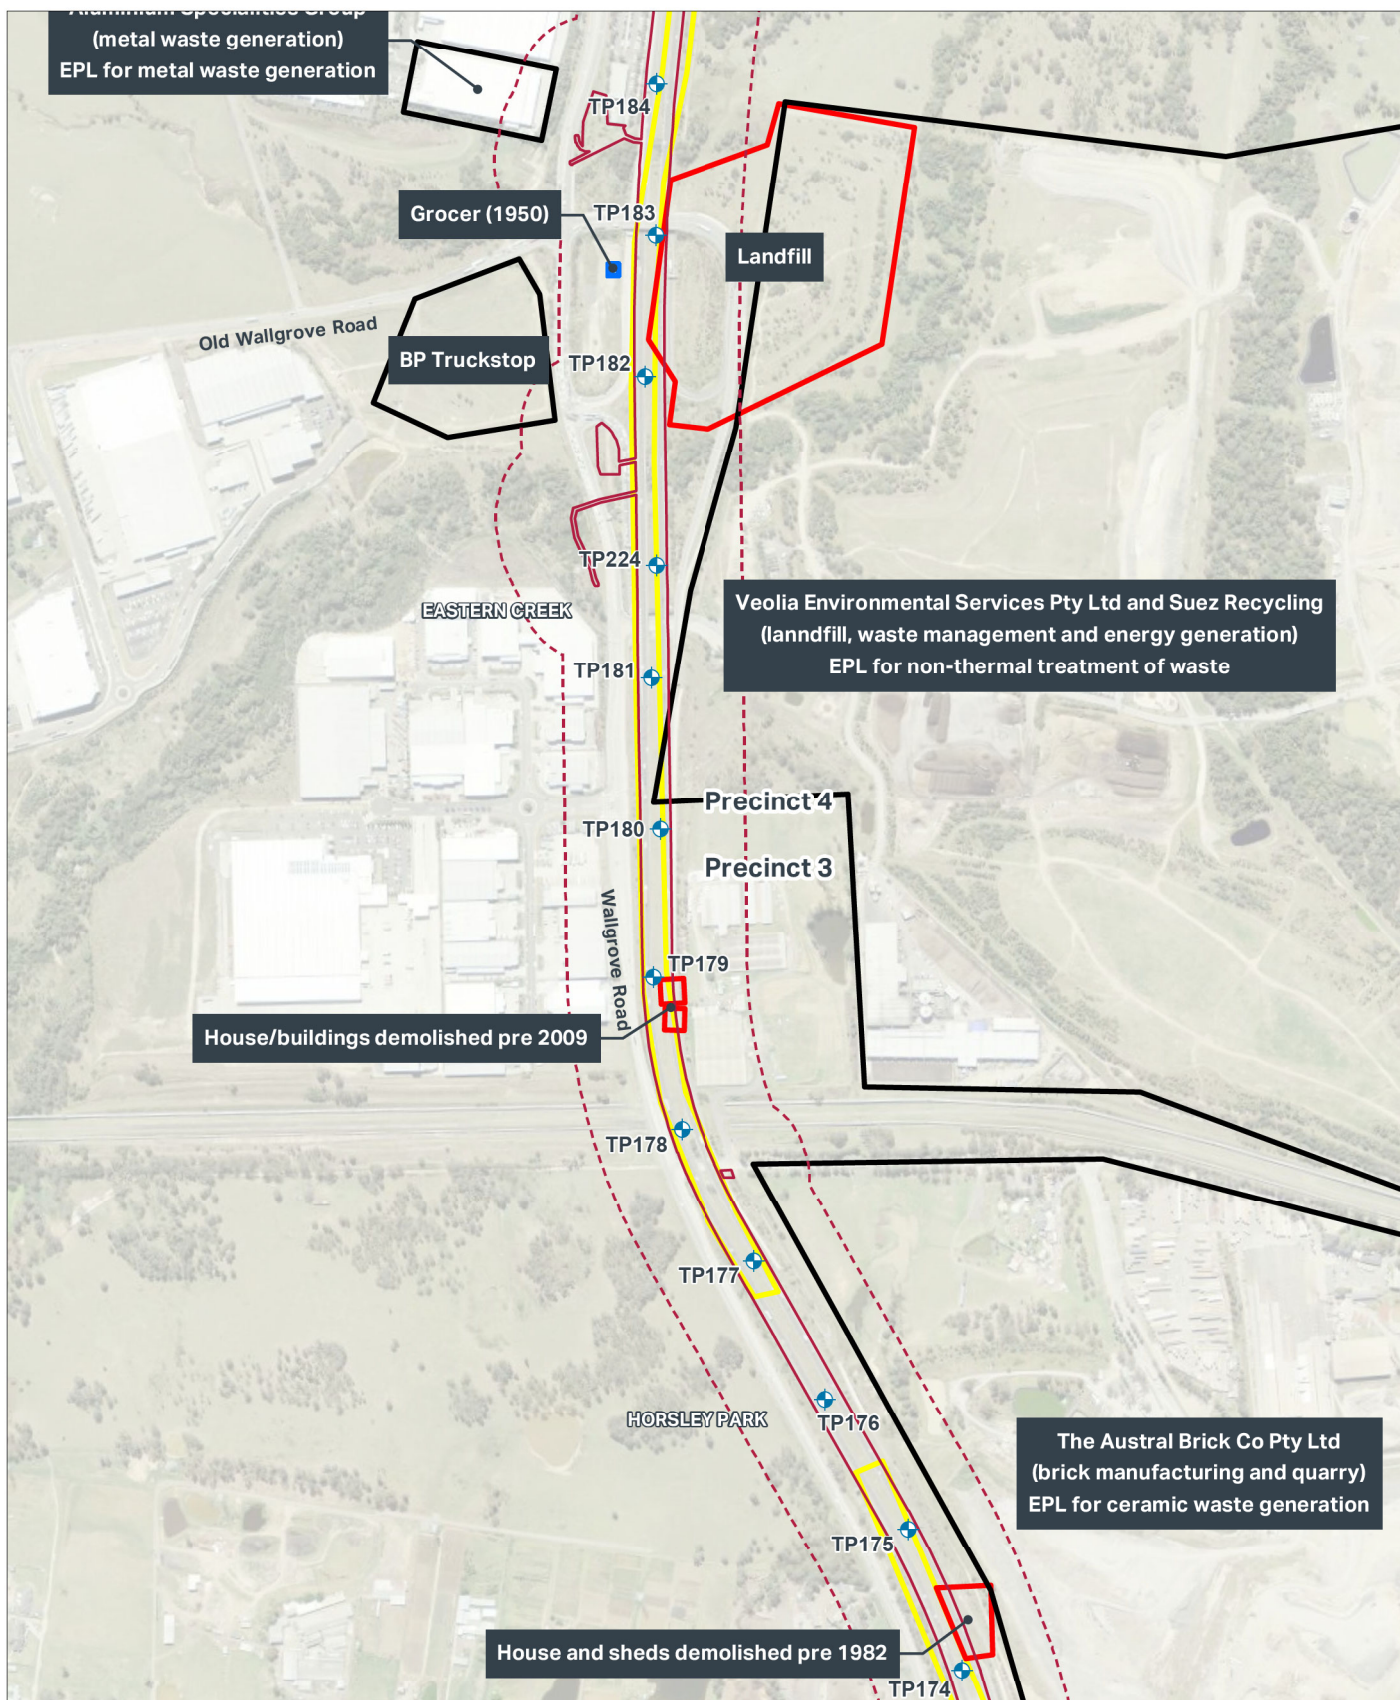 Aluminium Specialities Group
(metal waste generation)
EPL for metal waste generation
TP184
Grocer (1950)
TP183
Landfill
Old Wallgrove Road
BP Truckstop
TP182
TP224
EASTERN CREEK
Veolia Environmental Services Pty Ltd and Suez Recycling
(lanndfill, waste management and energy generation)
EPL for non-thermal treatment of waste
TP181
Precinct 4
TP180
Precinct 3
Wallgrove Road
TP179
House/buildings demolished pre 2009
TP178
TP177
HORSLEY PARK
TP176
The Austral Brick Co Pty Ltd
(brick manufacturing and quarry)
EPL for ceramic waste generation
TP175
House and sheds demolished pre 1982
TP174